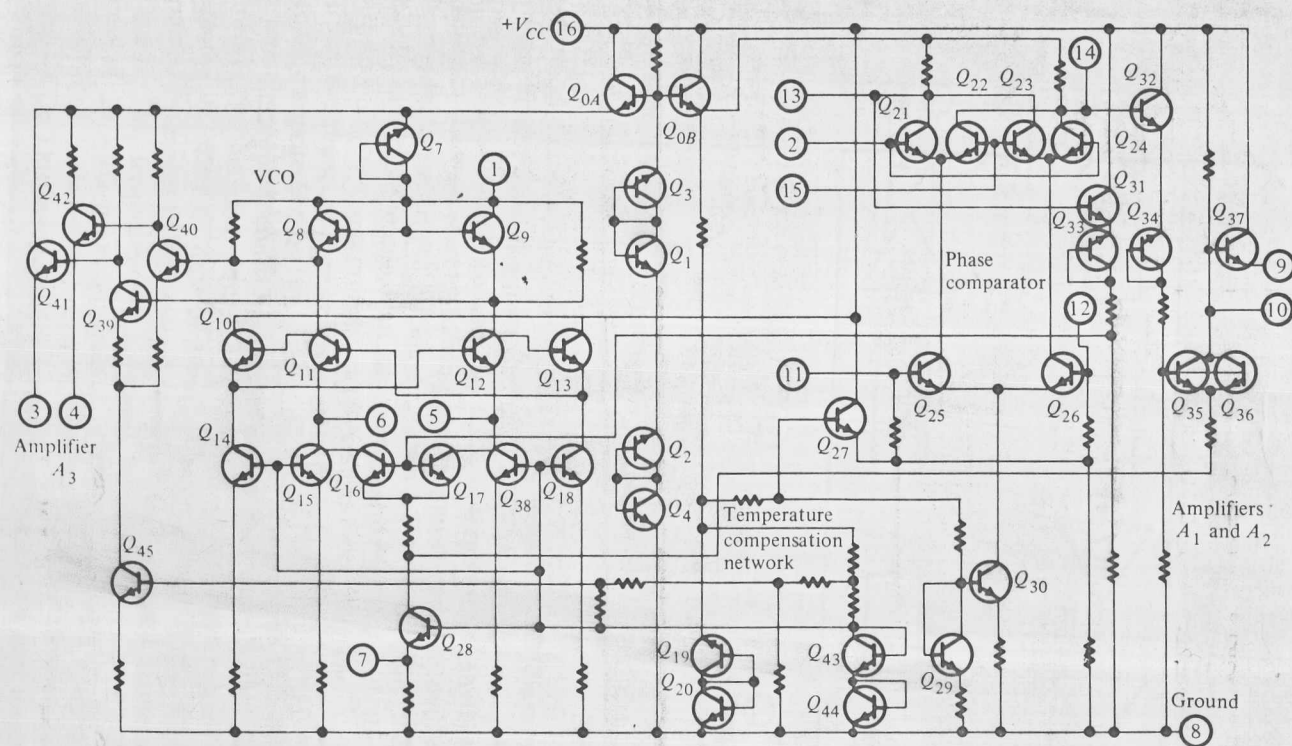 +V_CC 16
14
Q_32
Q_0A
Q_0B
13
Q_21
Q_22
Q_23
Q_24
2
15
Q_7
1
VCO
Q_42
Q_40
Q_8
Q_9
Q_3
Q_1
Q_31
Q_33
Q_34
Q_37
9
Q_41
Q_39
Phase
comparator
12
10
Q_10
Q_11
Q_12
Q_13
11
3
4
Amplifier
A_3
Q_25
Q_26
Q_35
Q_36
6
5
Q_27
Q_14
Q_15
Q_16
Q_17
Q_38
Q_18
Q_2
Q_4
Temperature
compensation
network
Amplifiers
A_1 and A_2
Q_45
Q_30
Q_28
7
Q_19
Q_20
Q_43
Q_44
Q_29
Ground
8